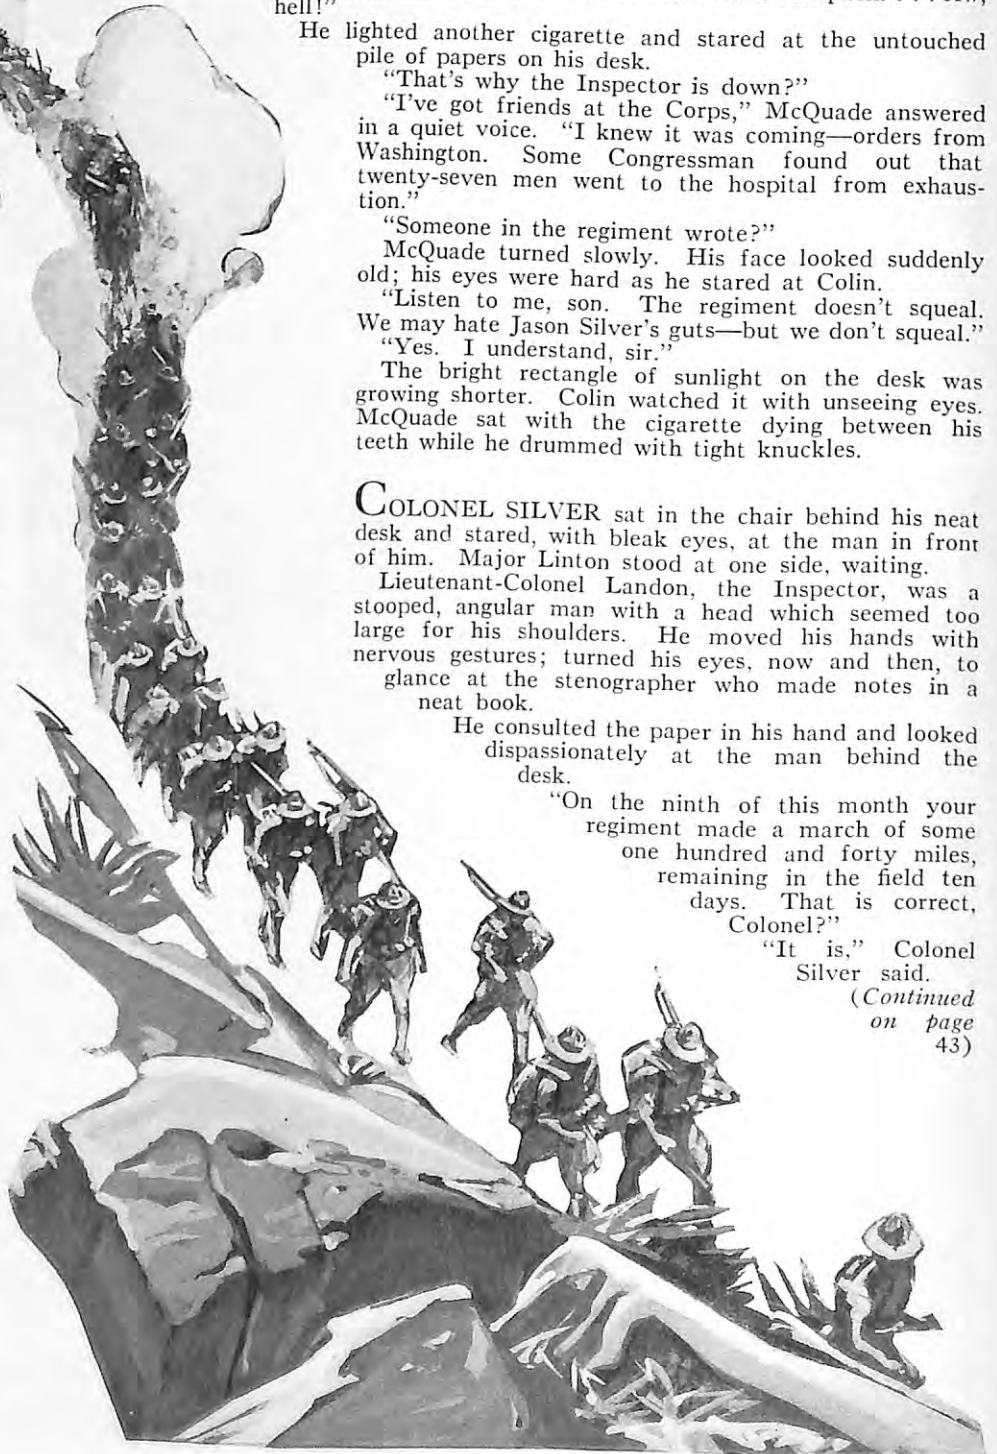 hell!"
He lighted another cigarette and stared at the untouched
pile of papers on his desk.
"That's why the Inspector is down?"
"I've got friends at the Corps," McQuade answered
in a quiet voice. "I knew it was coming—orders from
Washington. Some Congressman found out that
twenty-seven men went to the hospital from exhaus-
tion."
"Someone in the regiment wrote?"
McQuade turned slowly. His face looked suddenly
old; his eyes were hard as he stared at Colin.
"Listen to me, son. The regiment doesn't squeal.
We may hate Jason Silver's guts—but we don't squeal."
"Yes. I understand, sir."
The bright rectangle of sunlight on the desk was
growing shorter. Colin watched it with unseeing eyes.
McQuade sat with the cigarette dying between his
teeth while he drummed with tight knuckles.
COLONEL SILVER sat in the chair behind his neat
desk and stared, with bleak eyes, at the man in front
of him. Major Linton stood at one side, waiting.
Lieutenant-Colonel Landon, the Inspector, was a
stooped, angular man with a head which seemed too
large for his shoulders. He moved his hands with
nervous gestures; turned his eyes, now and then, to
glance at the stenographer who made notes in a
neat book.
He consulted the paper in his hand and looked
dispassionately at the man behind the
desk.
"On the ninth of this month your
regiment made a march of some
one hundred and forty miles,
remaining in the field ten
days. That is correct,
Colonel?"
"It is," Colonel
Silver said.
(Continued
on page
43)